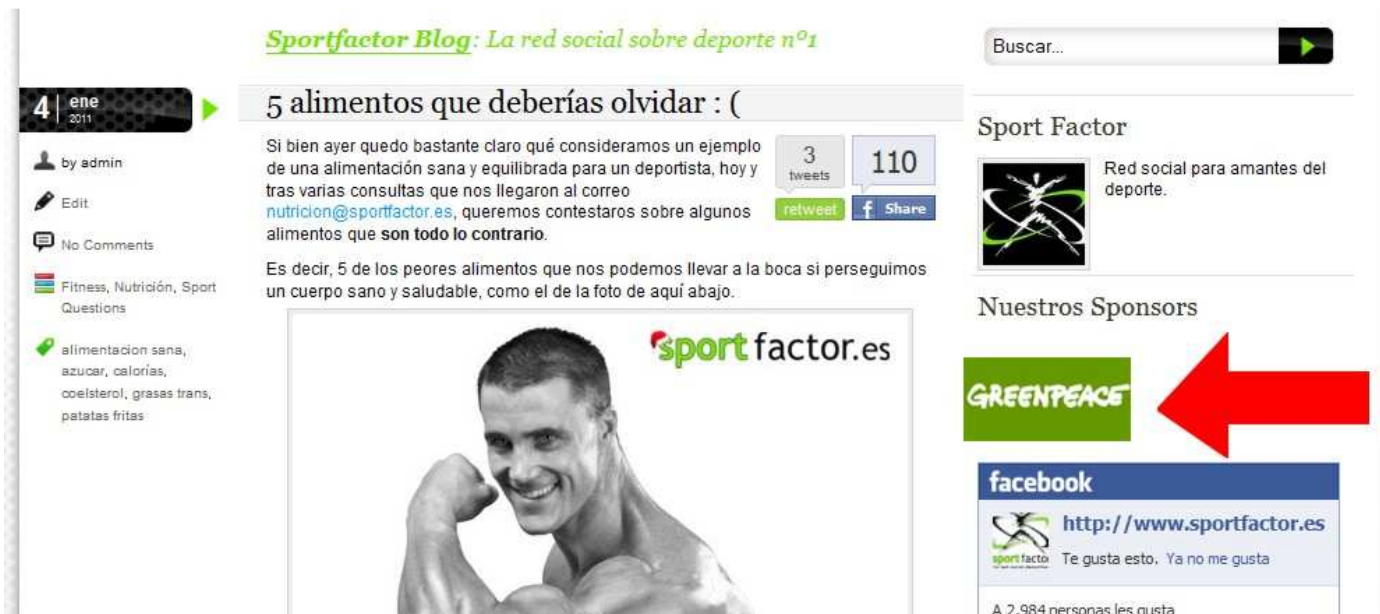 Sportfactor Blog: La red social sobre deporte nº1
4 ene
2011
by admin
Edit
No Comments
Fitness, Nutrición, Sport
Questions
alimentacion sana,
azucar, calorías,
coelsterol, grasas trans,
patatas fritas
5 alimentos que deberías olvidar : (
Si bien ayer quedo bastante claro qué consideramos un ejemplo
de una alimentación sana y equilibrada para un deportista, hoy y
tras varias consultas que nos llegaron al correo
nutricion@sportfactor.es, queremos contestaros sobre algunos
alimentos que son todo lo contrario.
3
tweets
retweet
110
Share
Es decir, 5 de los peores alimentos que nos podemos llevar a la boca si perseguimos
un cuerpo sano y saludable, como el de la foto de aquí abajo.
sport factor.es
Buscar...
Sport Factor
Red social para amantes del
deporte.
Nuestros Sponsors
GREENPEACE
facebook
http://www.sportfactor.es
sport facto
Te gusta esto. Ya no me gusta
A 2,984 personas les gusta